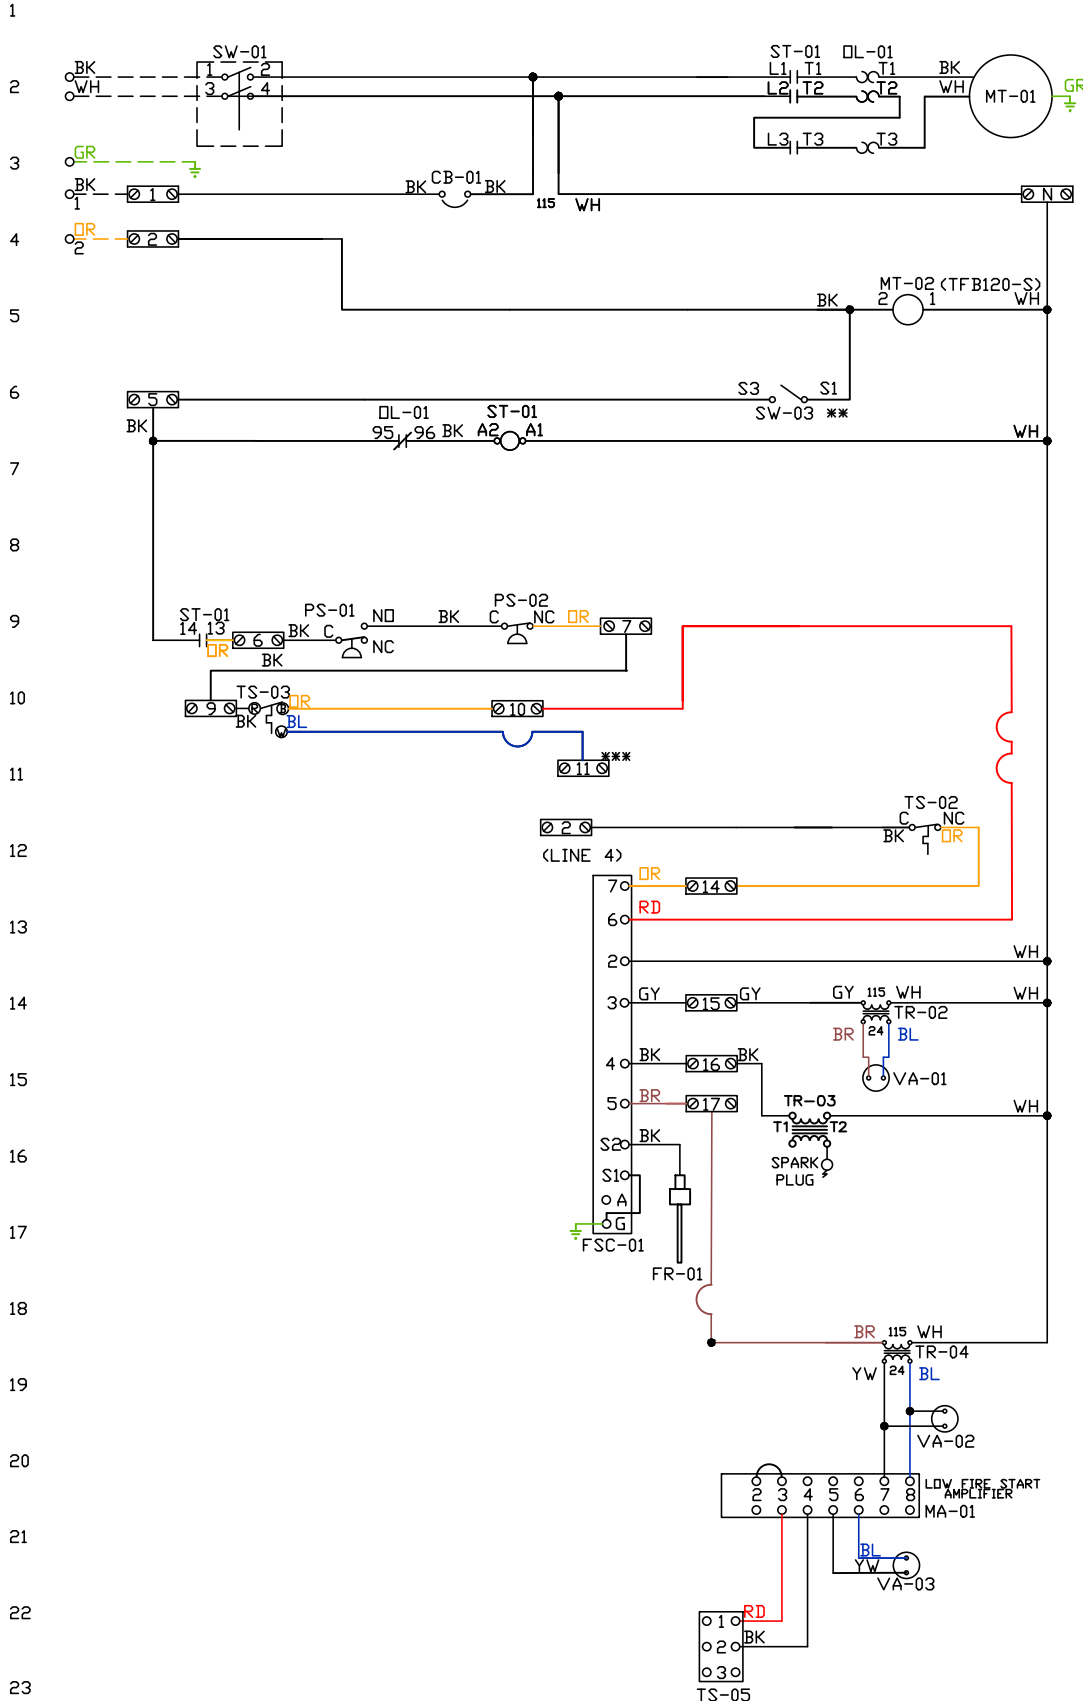 1
SW-01
ST-01 OL-01
BK 1 2 L1 T1 T1 BK
2 WH 3 4 L2 T2 T2 WH MT-01 GR
L3 T3 T3
3 GR
BK 1 BK CB-01 BK N
1 115 WH
4 OR 2
2
MT-02 (TFB120-S)
5 BK 2 1 WH
6 5 S3 S1
SW-03 **
BK OL-01 ST-01
95 96 BK A2 A1 WH
7
8
9 ST-01 PS-01 NO BK PS-02
C NC OR 7
14 13 OR 6 BK C NC
BK
10 TS-03 OR
9 BK R B 10
BL
W
11 11 ***
TS-02
2 C NC
BK OR
12 (LINE 4)
7 OR 14
13 6 RD
2 WH
14 3 GY 15 GY GY 115 WH WH
TR-02
24
BR BL
4 BK 16 BK
15 VA-01
5 BR 17 TR-03 WH
T1 T2
S2 BK
16 SPARK
PLUG
S1
A
17 G
FSC-01
FR-01
18
BR 115 WH
TR-04
19 YW 24 BL
VA-02
20
LOW FIRE START
AMPLIFIER
2 3 4 5 6 7 8
MA-01
21
BL
YW
VA-03
22 1 RD
2 BK
3
23 TS-05